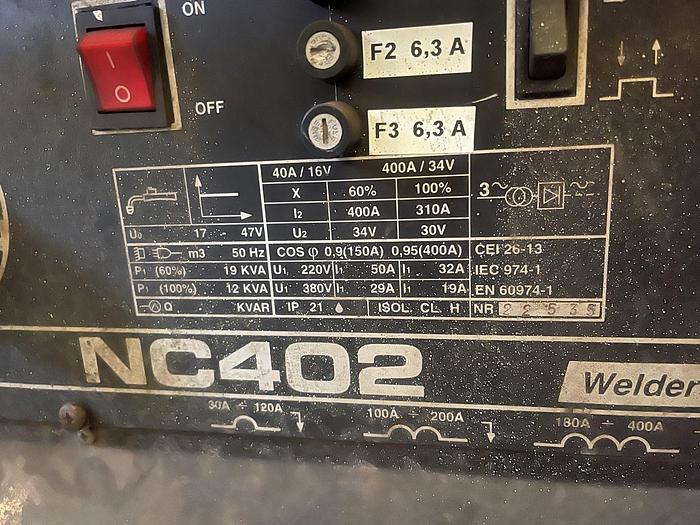 ON
I
O
OFF
F2 6,3 A
F3 6,3 A
40A / 16V 400A / 34V
X 60% 100%
I2 400A 310A
U0 17 - 47V U2 34V 30V
3~
m3 50 Hz COS φ 0,9(150A) 0,95(400A) CEI 26-13
P1 (60%) 19 KVA U1 220V I1 50A I1 32A IEC 974-1
P1 (100%) 12 KVA U1 380V I1 29A I1 19A EN 60974-1
Q KVAR IP 21 ISOL. CL H NR 22535
NC402
Welder
30A ÷ 120A 100A ÷ 200A 180A ÷ 400A